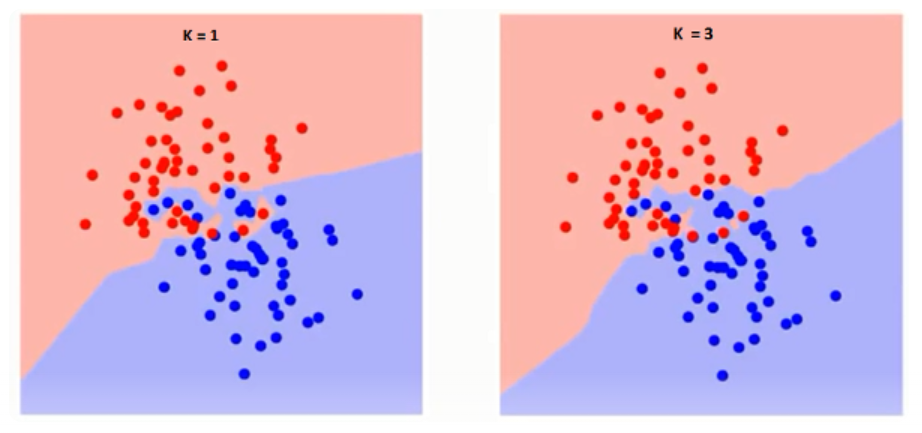 K = 1
K = 3